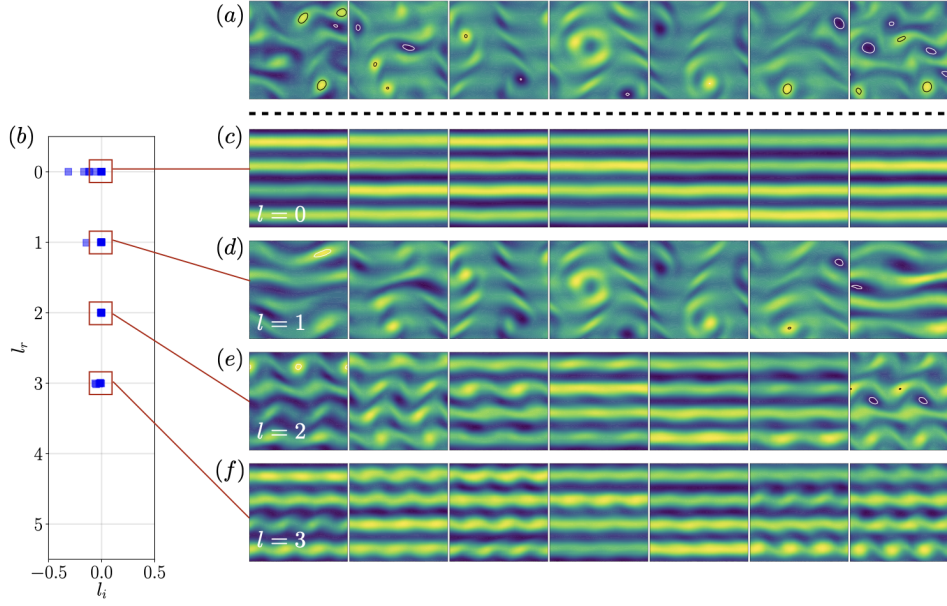 (a)
(b)
(c)
l = 0
(d)
l = 1
(e)
l = 2
(f)
l = 3
0
1
2
3
4
5
l_r
−0.5 0.0 0.5
l_i